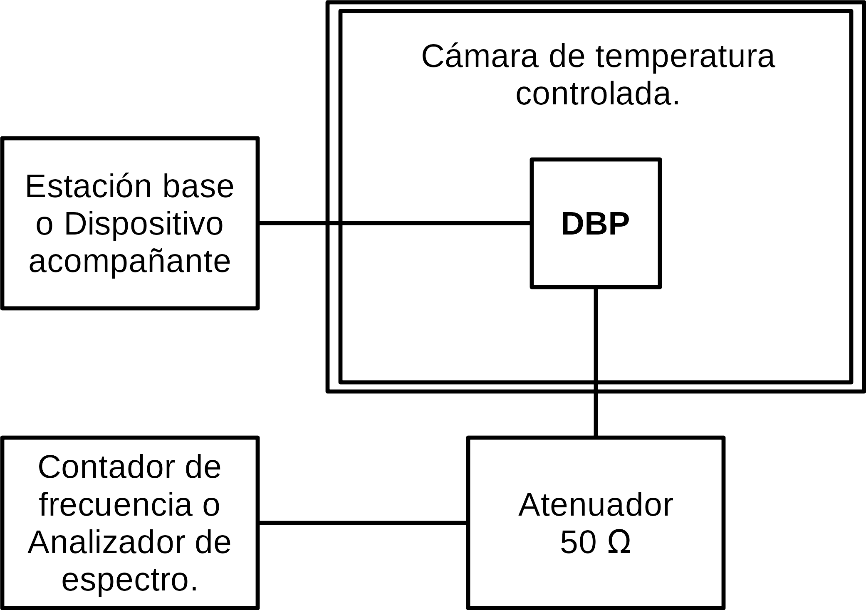 Cámara de temperatura
controlada.
Estación base
o Dispositivo
acompañante
DBP
Contador de
frecuencia o
Analizador de
espectro.
Atenuador
50 Ω